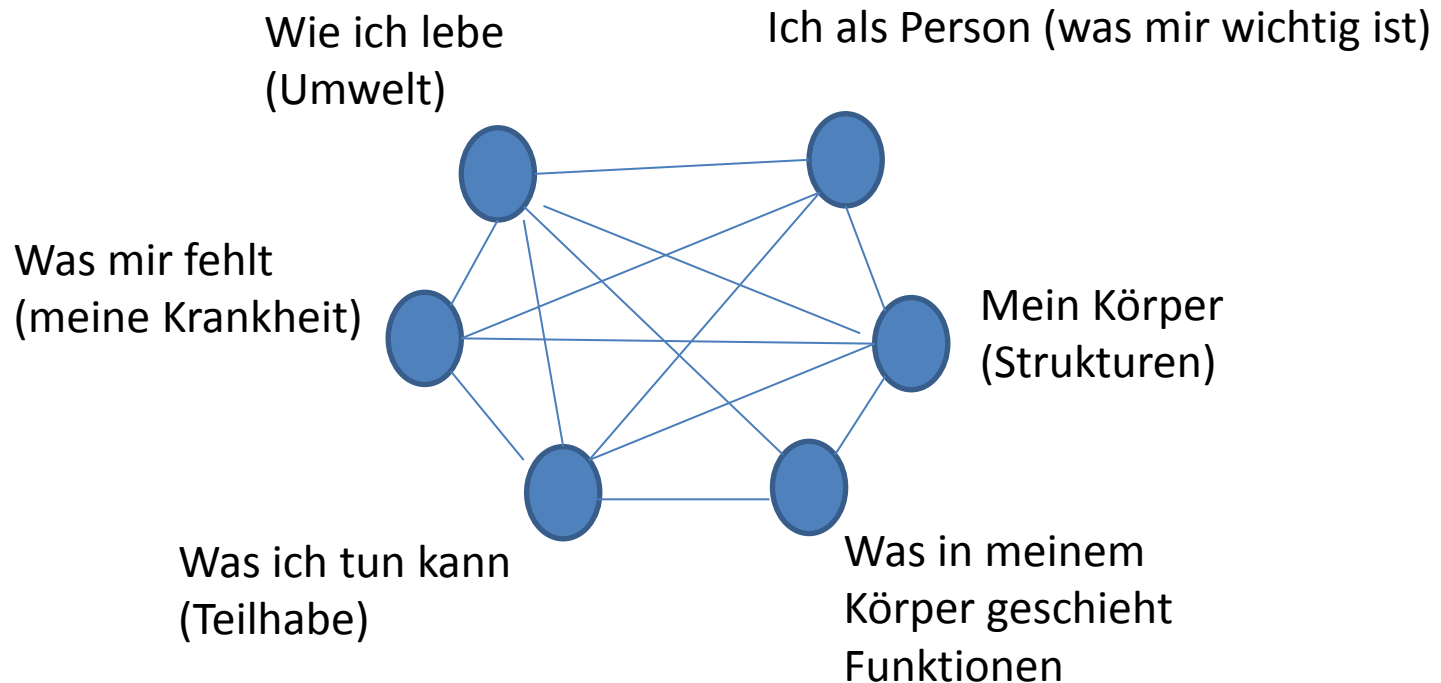 Wie ich lebe
(Umwelt)
Ich als Person (was mir wichtig ist)
Was mir fehlt
(meine Krankheit)
Mein Körper
(Strukturen)
Was ich tun kann
(Teilhabe)
Was in meinem
Körper geschieht
Funktionen